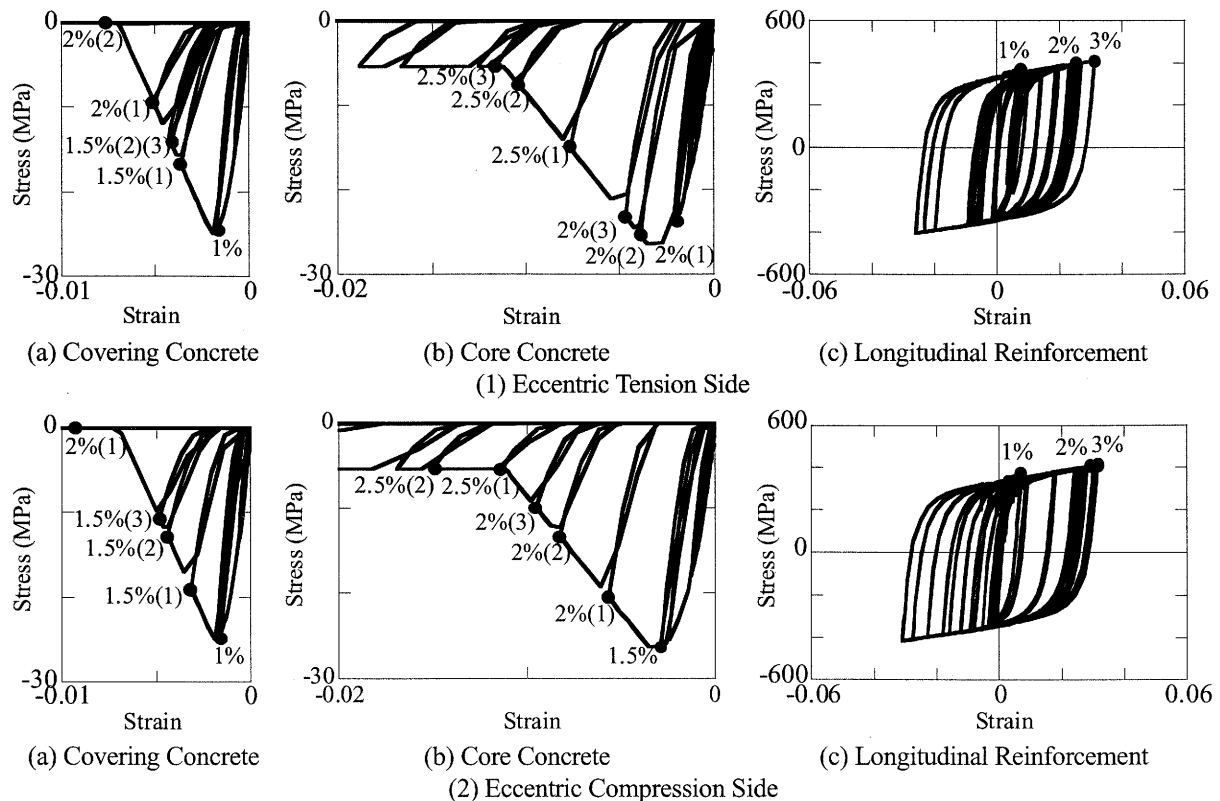 0
2%(2)
2%(1)
1.5%(2)(3)
1.5%(1)
1%
-30
-0.01
0
Stress (MPa)
Strain
(a) Covering Concrete
0
2.5%(3)
2.5%(2)
2.5%(1)
2%(3)
2%(2)
2%(1)
-30
-0.02
0
Stress (MPa)
Strain
(b) Core Concrete
600
1%
2%
3%
0
-600
-0.06
0
0.06
Stress (MPa)
Strain
(c) Longitudinal Reinforcement
(1) Eccentric Tension Side
0
2%(1)
1.5%(3)
1.5%(2)
1.5%(1)
1%
-30
-0.01
0
Stress (MPa)
Strain
(a) Covering Concrete
0
2.5%(2)
2.5%(1)
2%(3)
2%(2)
2%(1)
1.5%
-30
-0.02
0
Stress (MPa)
Strain
(b) Core Concrete
600
1%
2%
3%
0
-600
-0.06
0
0.06
Stress (MPa)
Strain
(c) Longitudinal Reinforcement
(2) Eccentric Compression Side